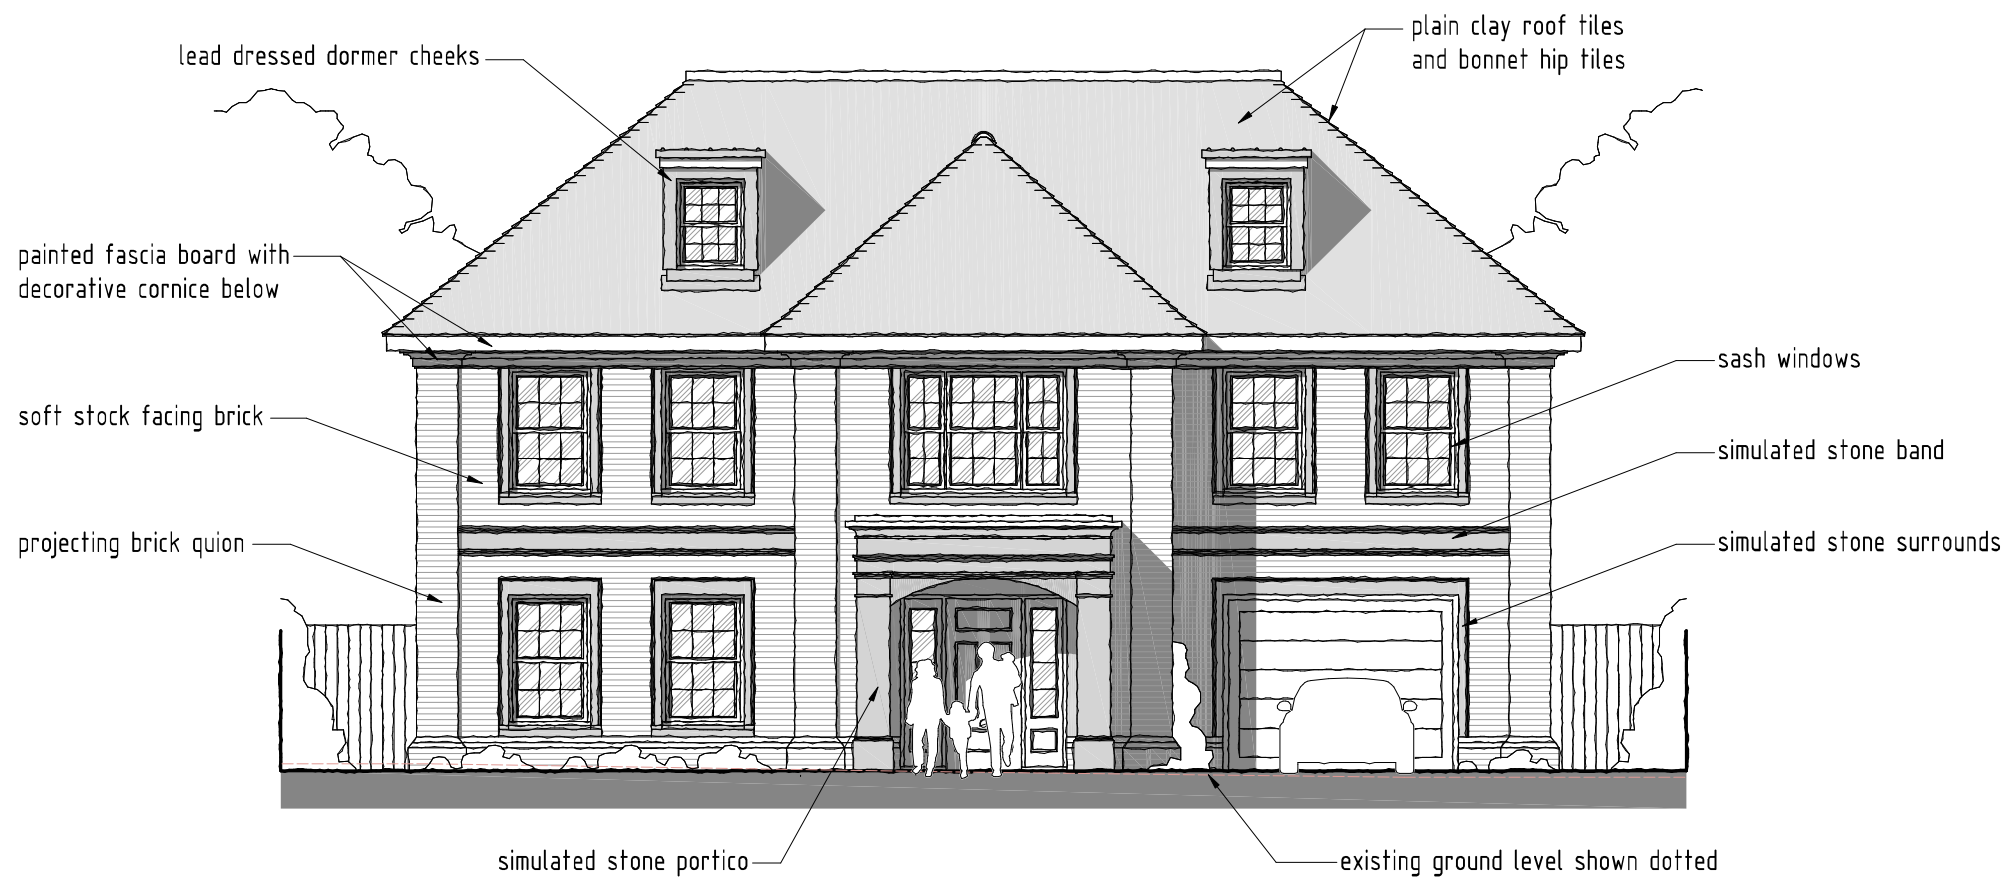 plain clay roof tiles
and bonnet hip tiles
lead dressed dormer cheeks
painted fascia board with
decorative cornice below
sash windows
soft stock facing brick
simulated stone band
projecting brick quion
simulated stone surrounds
simulated stone portico
existing ground level shown dotted